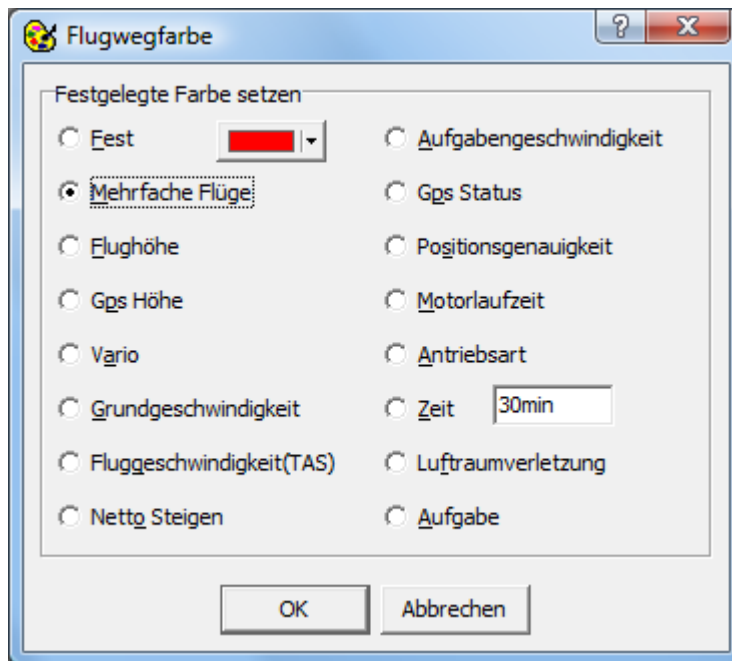 Flugwegfarbe
Festgelegte Farbe setzen
Fest
Mehrfache Flüge
Flughöhe
Gps Höhe
Vario
Grundgeschwindigkeit
Fluggeschwindigkeit(TAS)
Netto Steigen
Aufgabengeschwindigkeit
Gps Status
Positionsgenauigkeit
Motorlaufzeit
Antriebsart
Zeit 30min
Luftraumverletzung
Aufgabe
OK Abbrechen